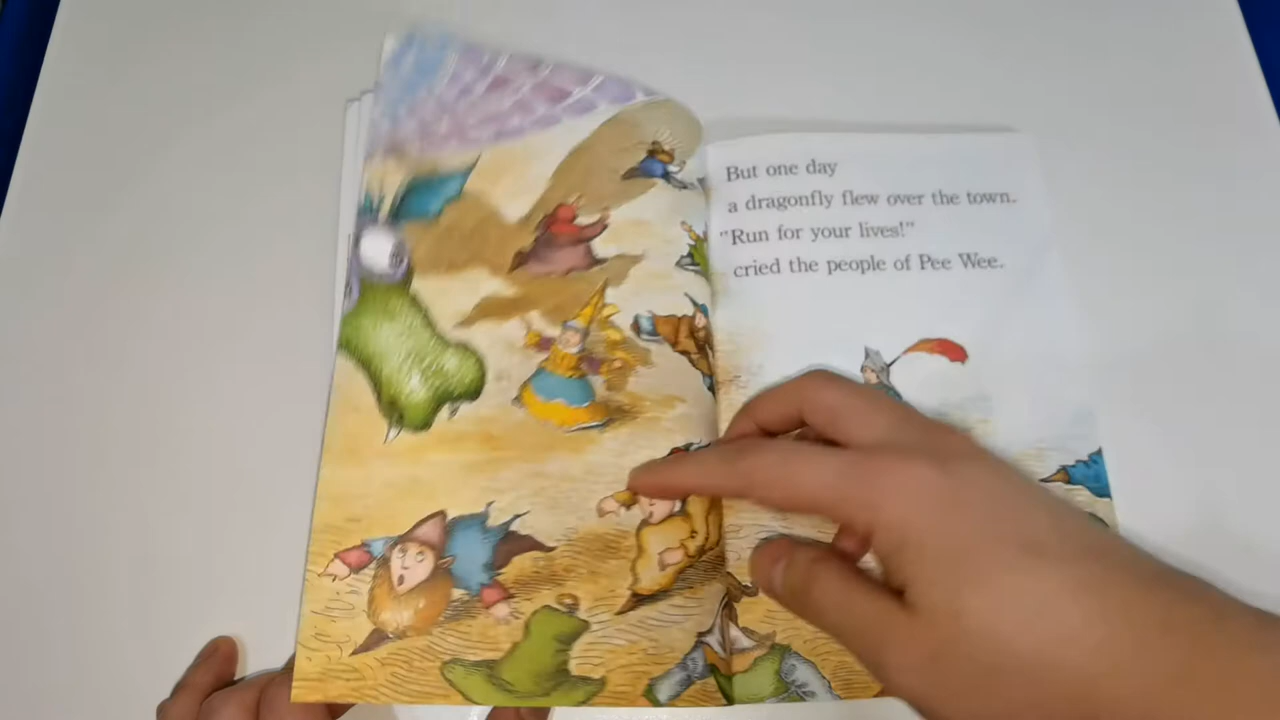 But one day
a dragonfly flew over the town.
"Run for your lives!"
cried the people of Pee Wee.